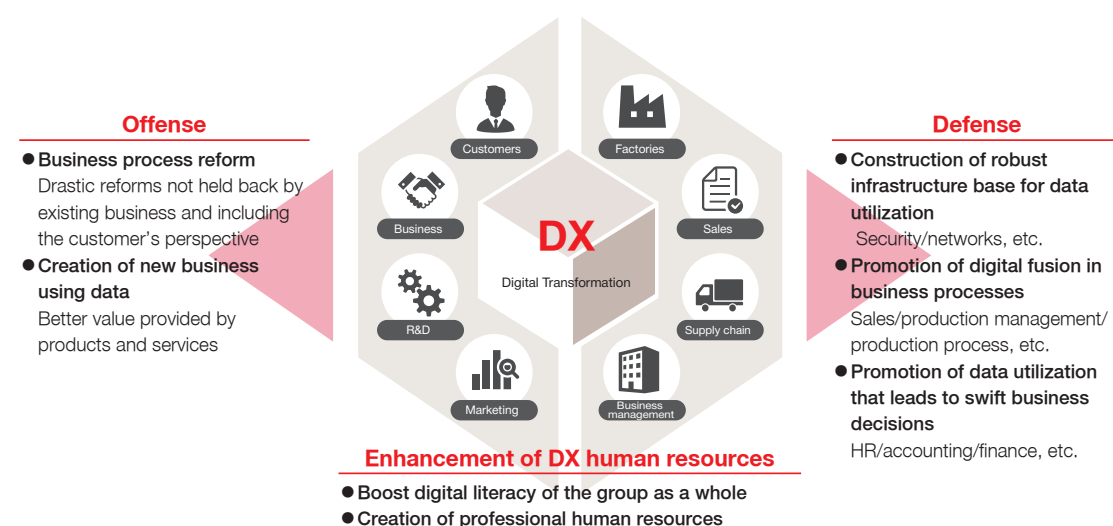 Offense
● Business process reform
Drastic reforms not held back by
existing business and including
the customer’s perspective
● Creation of new business
using data
Better value provided by
products and services
Customers
Business
R&D
Marketing
DX
Digital Transformation
Factories
Sales
Supply chain
Business
management
Defense
● Construction of robust
infrastructure base for data
utilization
Security/networks, etc.
● Promotion of digital fusion in
business processes
Sales/production management/
production process, etc.
● Promotion of data utilization
that leads to swift business
decisions
HR/accounting/finance, etc.
Enhancement of DX human resources
● Boost digital literacy of the group as a whole
● Creation of professional human resources